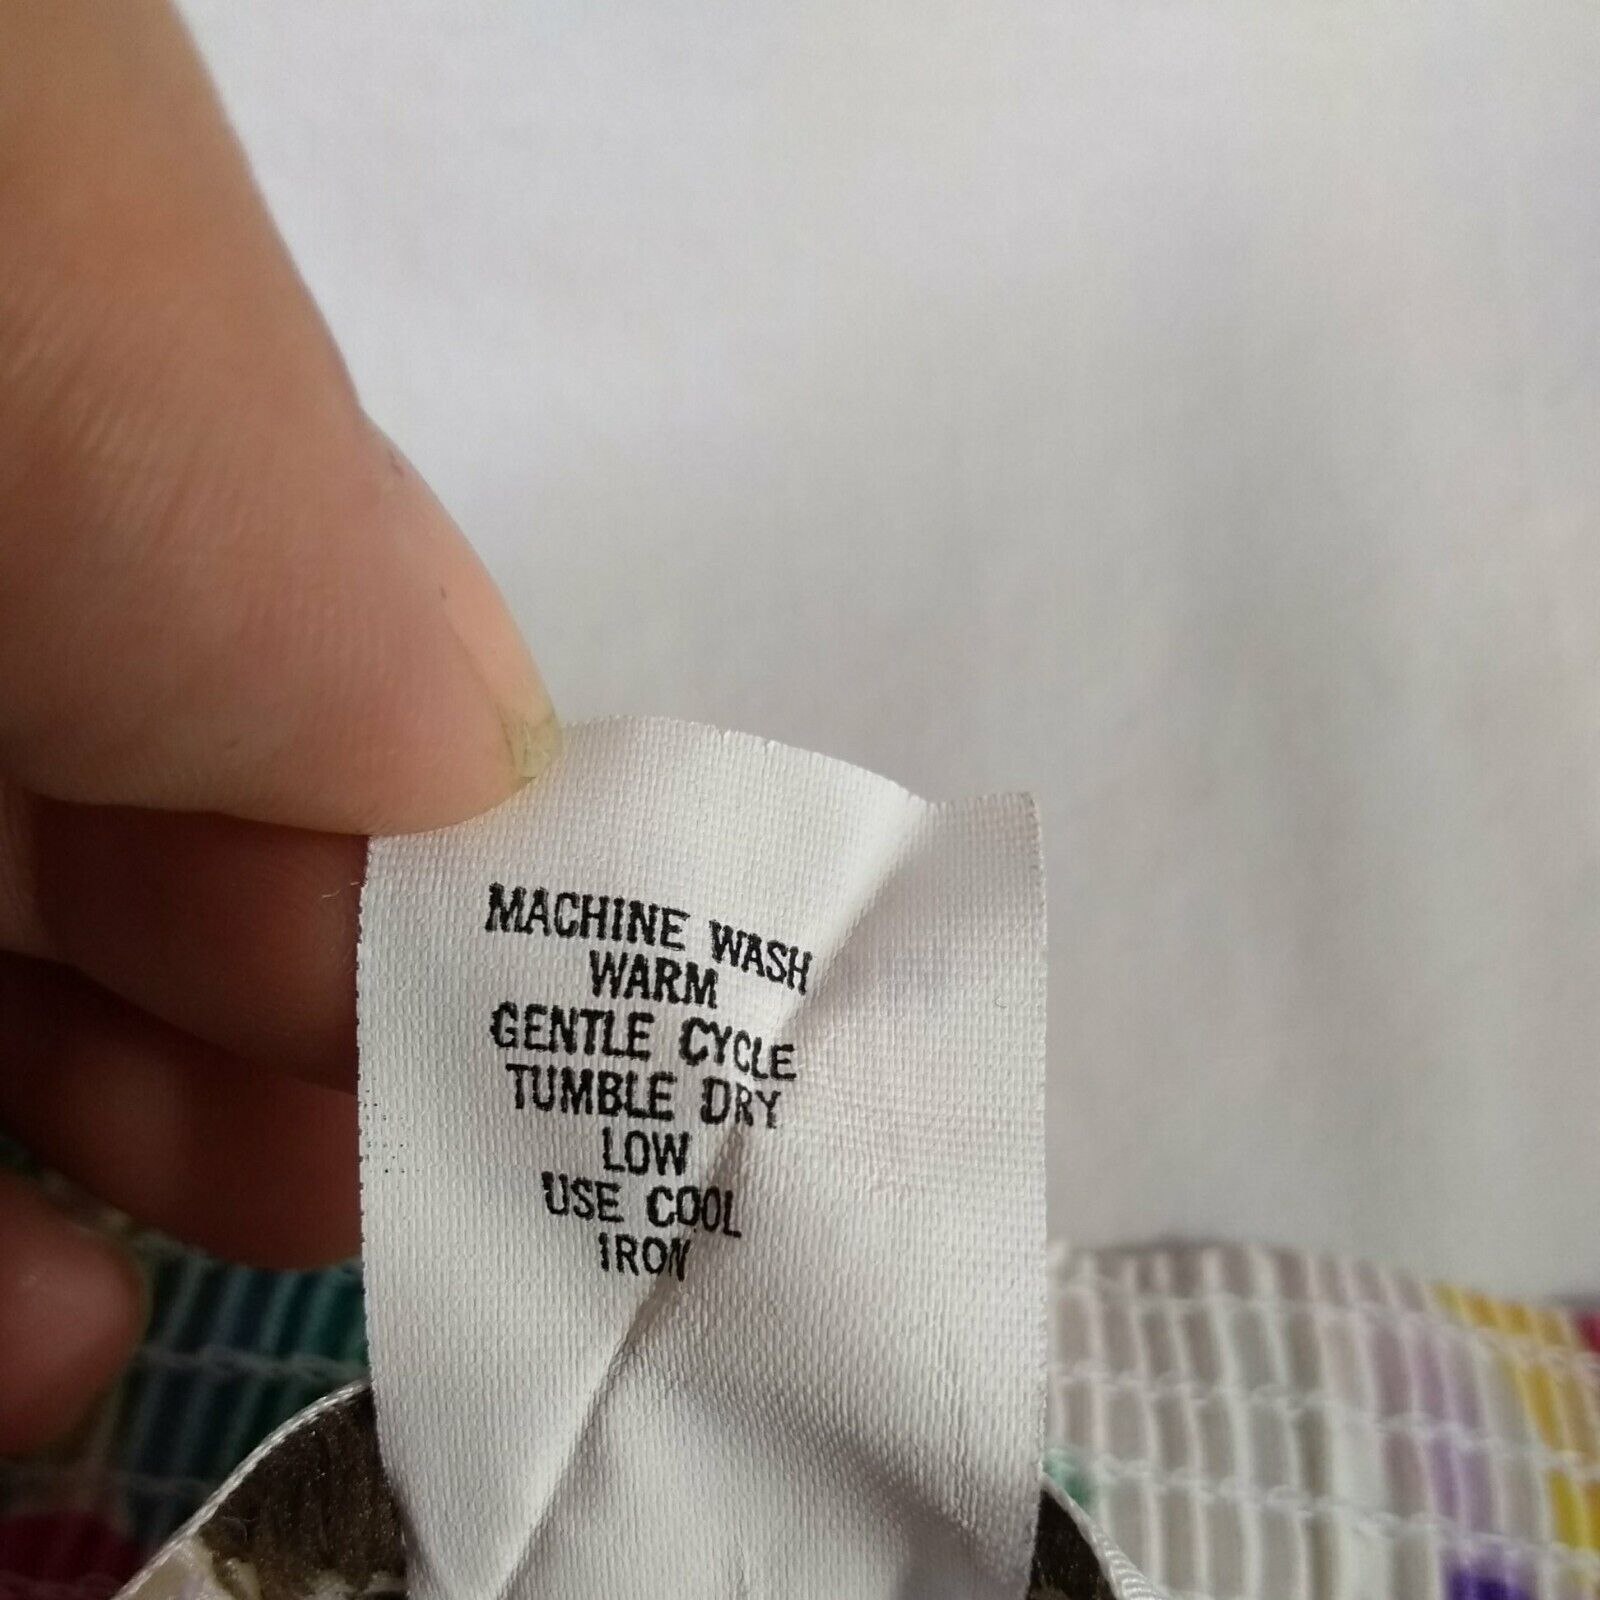 MACHINE WASH
WARM
GENTLE CYCLE
TUMBLE DRY
LOW
USE COOL
IRON